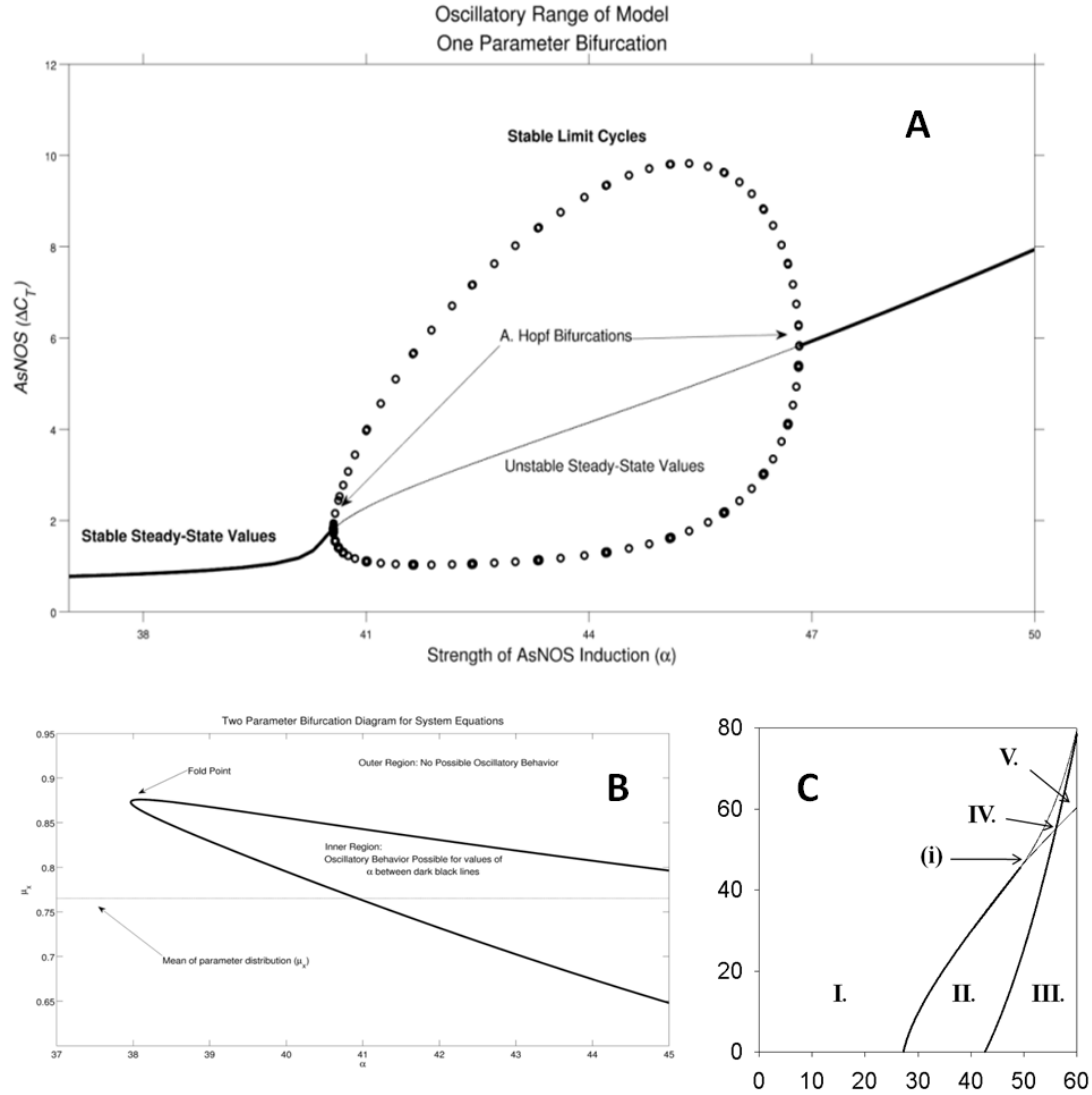 Oscillatory Range of Model
One Parameter Bifurcation
A
12
10
8
6
4
2
0
AsNOS (ΔC_T)
Stable Limit Cycles
A. Hopf Bifurcations
Unstable Steady-State Values
Stable Steady-State Values
38 41 44 47 50
Strength of AsNOS Induction (α)
Two Parameter Bifurcation Diagram for System Equations
B
0.95
0.9
0.85
0.8
0.75
0.7
0.65
μ_x
Fold Point
Outer Region: No Possible Oscillatory Behavior
Inner Region:
Oscillatory Behavior Possible for values of
α between dark black lines
Mean of parameter distribution (μ_x)
37 38 39 40 41 42 43 44 45
α
C
80
60
40
20
0
V.
IV.
(i)
I.
II.
III.
0 10 20 30 40 50 60